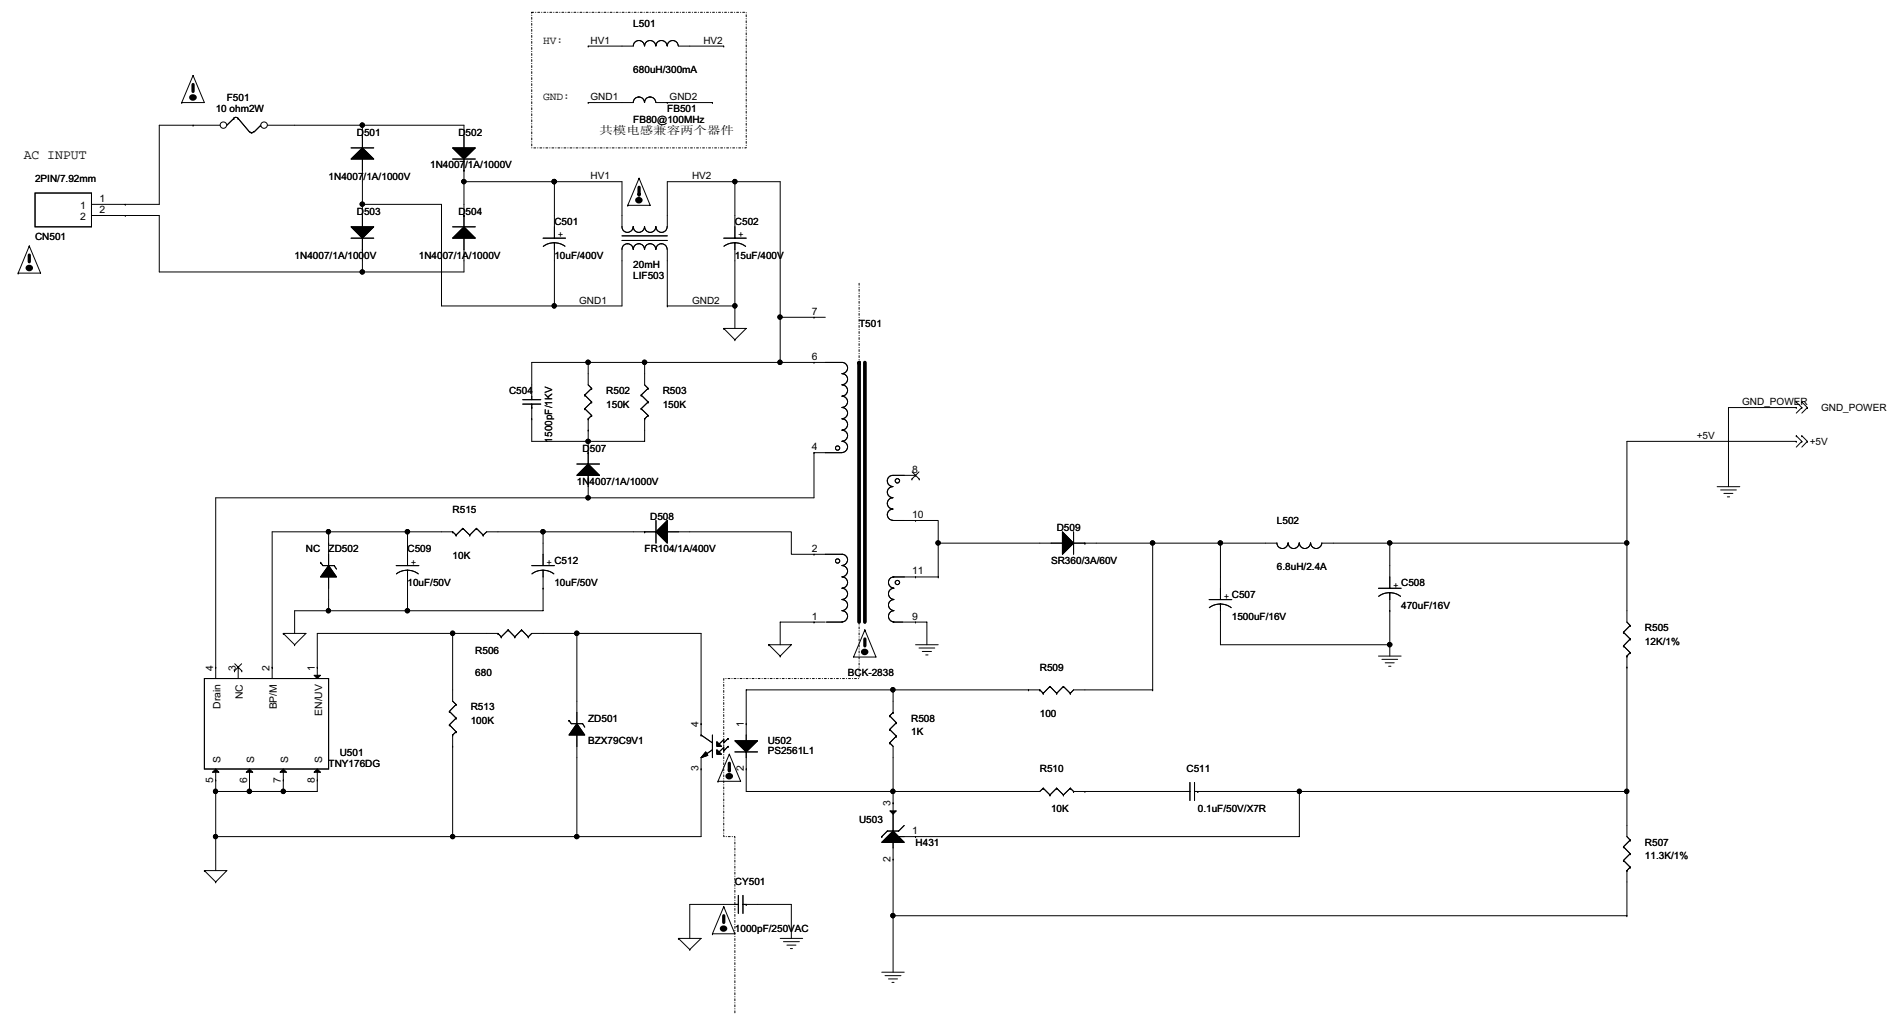 L501
HV:
HV1
HV2
680uH/300mA
GND:
GND1
GND2
FB501
FB80@100MHz
共模电感兼容两个器件
F501
10 ohm2W
AC INPUT
2PIN/7.92mm
1
2
1
2
CN501
D501
1N4007/1A/1000V
D502
1N4007/1A/1000V
D503
1N4007/1A/1000V
D504
1N4007/1A/1000V
C501
+
10uF/400V
HV1
HV2
20mH
LIF503
GND1
GND2
C502
+
15uF/400V
7
T501
6
4
C504
1500pF/1KV
R502
150K
R503
150K
D507
1N4007/1A/1000V
R515
10K
D508
FR104/1A/400V
NC
ZD502
C509
+
10uF/50V
C512
+
10uF/50V
2
1
8
10
11
9
BCK-2838
D509
SR360/3A/60V
L502
6.8uH/2.4A
C507
+
1500uF/16V
C508
+
470uF/16V
GND_POWER
GND_POWER
+5V
+5V
R505
12K/1%
R506
680
R513
100K
ZD501
BZX79C9V1
4
3
2
1
Drain
NC
BP/M
EN/UV
S
S
S
S
5
6
7
8
U501
TNY176DG
4
3
1
2
U502
PS2561L1
R509
100
R508
1K
R510
10K
C511
0.1uF/50V/X7R
3
U503
1
H431
2
R507
11.3K/1%
CY501
1000pF/250VAC